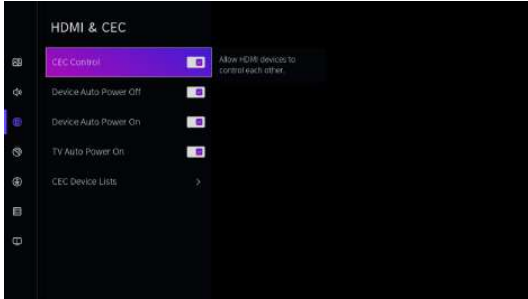 HDMI & CEC
CEC Control
Allow HDMI devices to
control each other.
Device Auto Power Off
Device Auto Power On
TV Auto Power On
CEC Device Lists